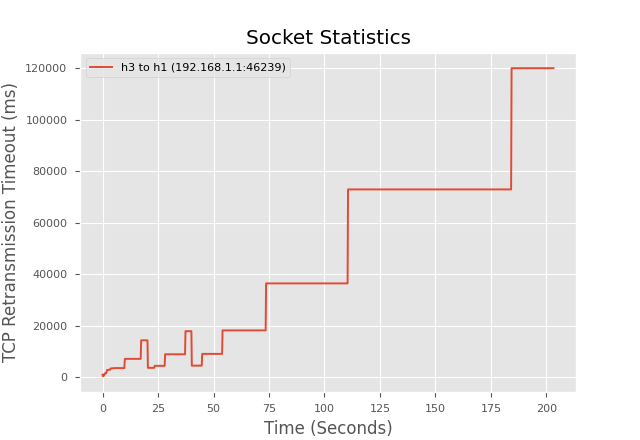 Socket Statistics
h3 to h1 (192.168.1.1:46239)
TCP Retransmission Timeout (ms)
120000
100000
80000
60000
40000
20000
0
0 25 50 75 100 125 150 175 200
Time (Seconds)